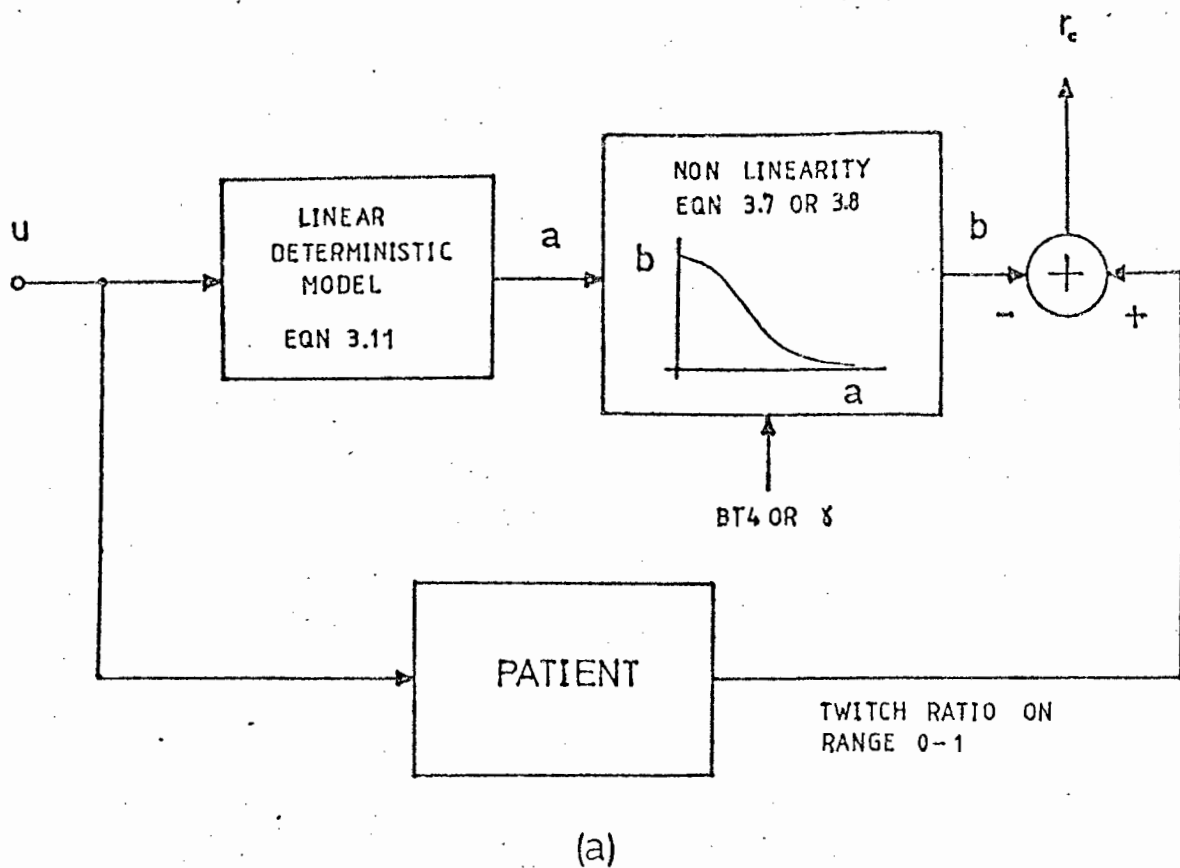 r꜀
NON LINEARITY
EQN 3.7 OR 3.8
LINEAR
DETERMINISTIC
MODEL
EQN 3.11
u
a
b
b
a
-
+
+
BT4 OR γ
PATIENT
TWITCH RATIO ON
RANGE 0-1
(a)